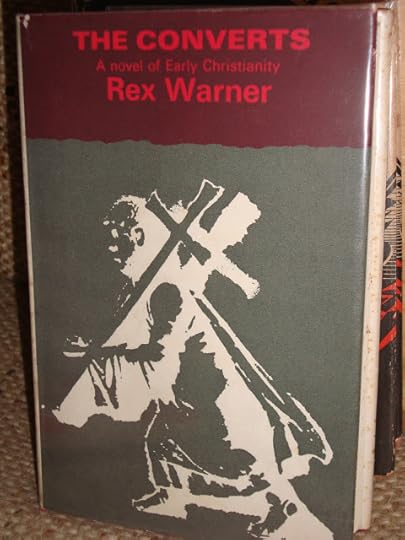 THE CONVERTS
A novel of Early Christianity
Rex Warner